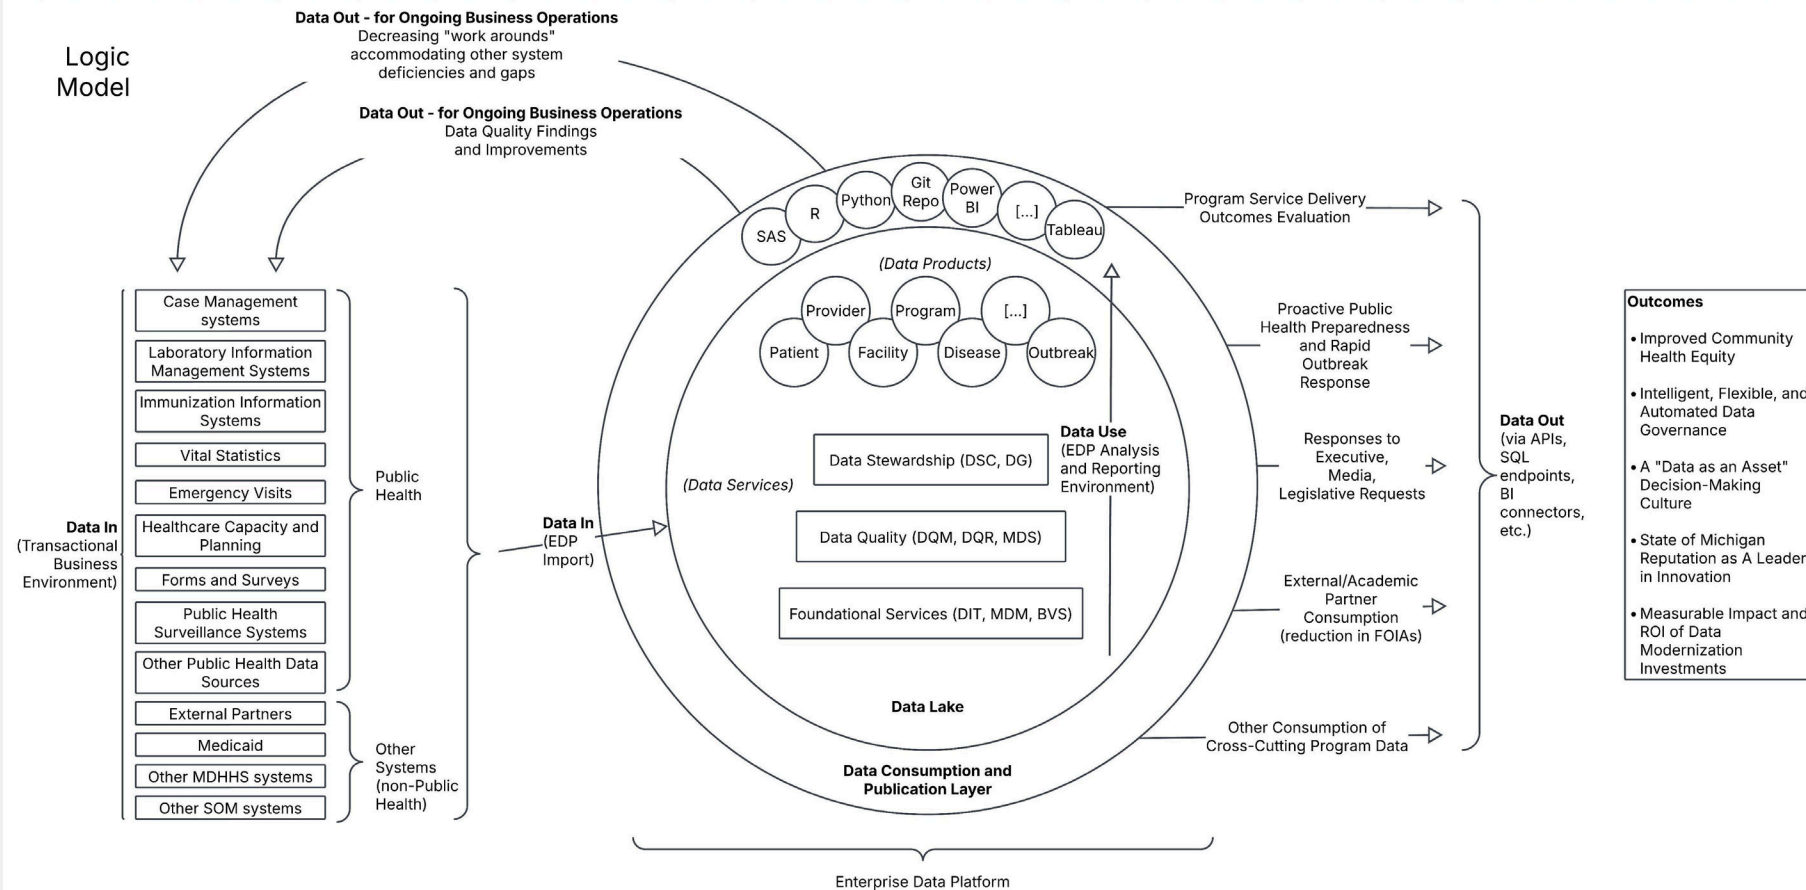 Logic
Model
Data Out - for Ongoing Business Operations
Decreasing "work arounds"
accommodating other system
deficiencies and gaps
Data Out - for Ongoing Business Operations
Data Quality Findings
and Improvements
Data In
(Transactional
Business
Environment)
Case Management
systems
Laboratory Information
Management Systems
Immunization Information
Systems
Vital Statistics
Emergency Visits
Healthcare Capacity and
Planning
Forms and Surveys
Public Health
Surveillance Systems
Other Public Health Data
Sources
External Partners
Medicaid
Other MDHHS systems
Other SOM systems
Public
Health
Other
Systems
(non-Public
Health)
Data In
(EDP
Import)
SAS
R
Python
Git
Repo
Power
BI
[...]
Tableau
(Data Products)
Provider
Program
[...]
Patient
Facility
Disease
Outbreak
(Data Services)
Data Stewardship (DSC, DG)
Data Quality (DQM, DQR, MDS)
Foundational Services (DIT, MDM, BVS)
Data Use
(EDP Analysis
and Reporting
Environment)
Data Lake
Data Consumption and
Publication Layer
Enterprise Data Platform
Program Service Delivery
Outcomes Evaluation
Proactive Public
Health Preparedness
and Rapid
Outbreak
Response
Responses to
Executive,
Media,
Legislative Requests
External/Academic
Partner
Consumption
(reduction in FOIAs)
Other Consumption of
Cross-Cutting Program Data
Data Out
(via APIs,
SQL
endpoints,
BI
connectors,
etc.)
Outcomes
• Improved Community
Health Equity
• Intelligent, Flexible, and
Automated Data
Governance
• A "Data as an Asset"
Decision-Making
Culture
• State of Michigan
Reputation as A Leader
in Innovation
• Measurable Impact and
ROI of Data
Modernization
Investments